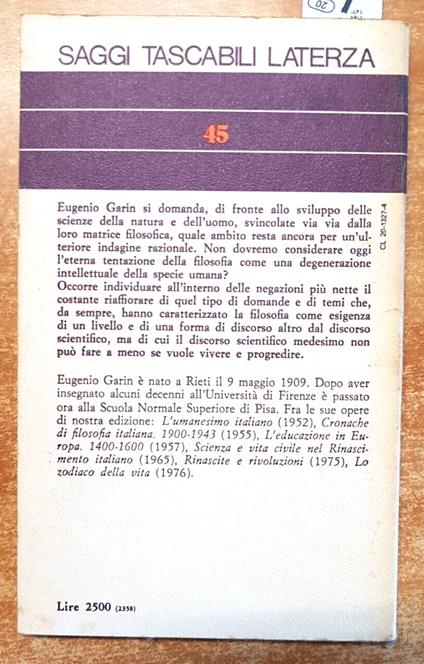 20
SAGGI TASCABILI LATERZA
45
Eugenio Garin si domanda, di fronte allo sviluppo delle
scienze della natura e dell'uomo, svincolate via via dalla
loro matrice filosofica, quale ambito resta ancora per un'ul-
teriore indagine razionale. Non dovremo considerare oggi
l'eterna tentazione della filosofia come una degenerazione
intellettuale della specie umana?
Occorre individuare all'interno delle negazioni più nette il
costante riaffiorare di quel tipo di domande e di temi che,
da sempre, hanno caratterizzato la filosofia come esigenza
di un livello e di una forma di discorso altro dal discorso
scientifico, ma di cui il discorso scientifico medesimo non
può fare a meno se vuole vivere e progredire.
CL 20-1327-4
Eugenio Garin è nato a Rieti il 9 maggio 1909. Dopo aver
insegnato alcuni decenni all'Università di Firenze è passato
ora alla Scuola Normale Superiore di Pisa. Fra le sue opere
di nostra edizione: L'umanesimo italiano (1952), Cronache
di filosofia italiana. 1900-1943 (1955), L'educazione in Eu-
ropa. 1400-1600 (1957), Scienza e vita civile nel Rinasci-
mento italiano (1965), Rinascite e rivoluzioni (1975), Lo
zodiaco della vita (1976).
Lire 2500 (2358)